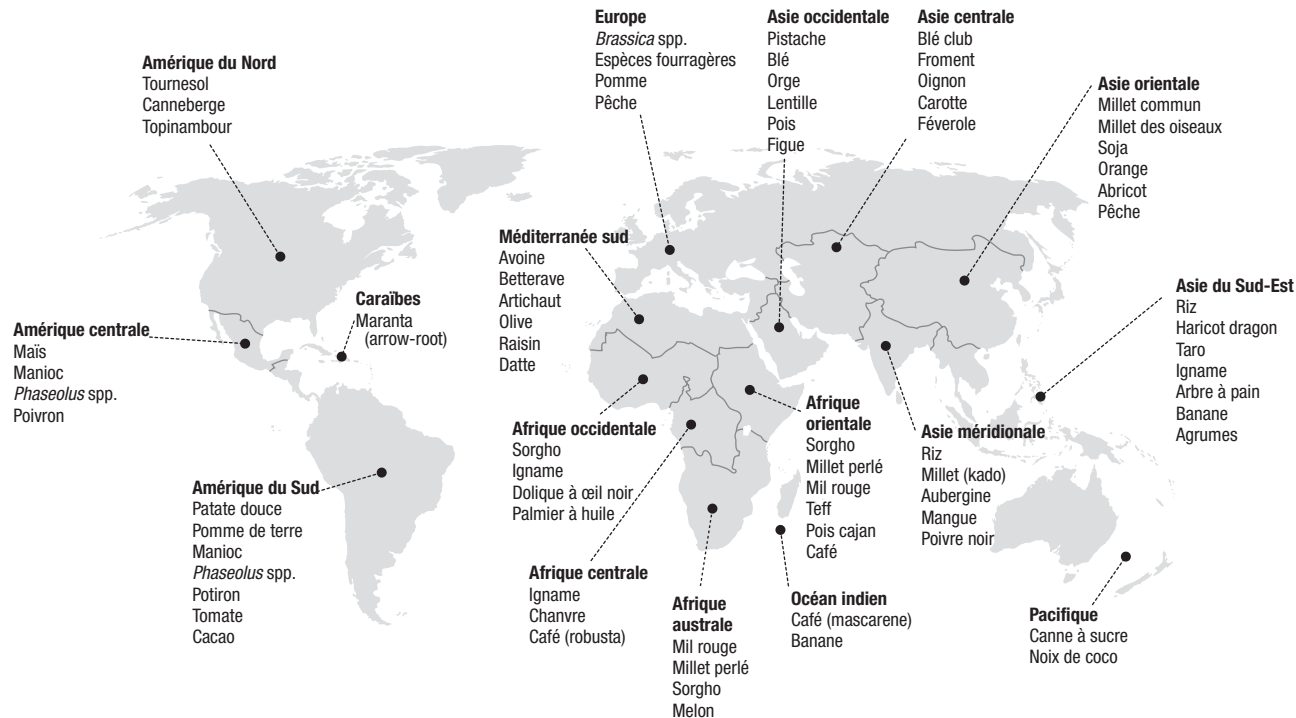 Amérique du Nord
Tournesol
Canneberge
Topinambour
Europe
Brassica spp.
Espèces fourragères
Pomme
Pêche
Asie occidentale
Pistache
Blé
Orge
Lentille
Pois
Figue
Asie centrale
Blé club
Froment
Oignon
Carotte
Féverole
Asie orientale
Millet commun
Millet des oiseaux
Soja
Orange
Abricot
Pêche
Méditerranée sud
Avoine
Betterave
Artichaut
Olive
Raisin
Datte
Caraïbes
Maranta
(arrow-root)
Amérique centrale
Maïs
Manioc
Phaseolus spp.
Poivron
Asie du Sud-Est
Riz
Haricot dragon
Taro
Igname
Arbre à pain
Banane
Agrumes
Afrique occidentale
Sorgho
Igname
Dolique à œil noir
Palmier à huile
Afrique
orientale
Sorgho
Millet perlé
Mil rouge
Teff
Pois cajan
Café
Asie méridionale
Riz
Millet (kado)
Aubergine
Mangue
Poivre noir
Amérique du Sud
Patate douce
Pomme de terre
Manioc
Phaseolus spp.
Potiron
Tomate
Cacao
Afrique centrale
Igname
Chanvre
Café (robusta)
Afrique
australe
Mil rouge
Millet perlé
Sorgho
Melon
Océan indien
Café (mascarene)
Banane
Pacifique
Canne à sucre
Noix de coco